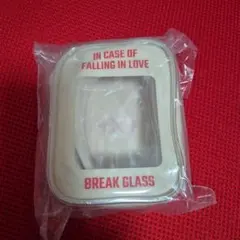 IN CASE OF
FALLING IN LOVE
BREAK GLASS